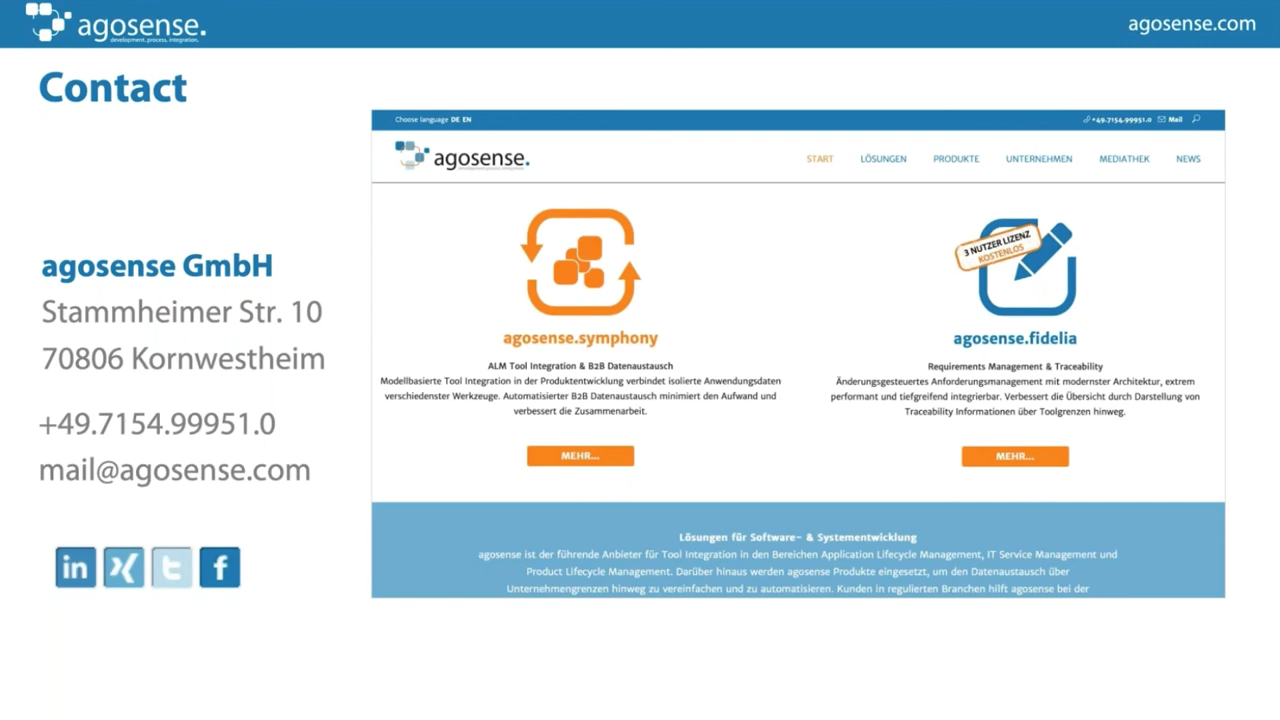 agosense.
development. process. integration.
agosense.com
Contact
agosense GmbH
Stammheimer Str. 10
70806 Kornwestheim
+49.7154.99951.0
mail@agosense.com
in
t
f
Choose language DE EN
+49.7154.99951.0 Mail
agosense.
START LÖSUNGEN PRODUKTE UNTERNEHMEN MEDIATHEK NEWS
agosense.symphony
ALM Tool Integration & B2B Datenaustausch
Modellbasierte Tool Integration in der Produktentwicklung verbindet isolierte Anwendungsdaten
verschiedenster Werkzeuge. Automatisierter B2B Datenaustausch minimiert den Aufwand und
verbessert die Zusammenarbeit.
MEHR...
3 NUTZER LIZENZ
KOSTENLOS
agosense.fidelia
Requirements Management & Traceability
Änderungsgesteuertes Anforderungsmanagement mit modernster Architektur, extrem
performant und tiefgreifend integrierbar. Verbessert die Übersicht durch Darstellung von
Traceability Informationen über Toolgrenzen hinweg.
MEHR...
Lösungen für Software- & Systementwicklung
agosense ist der führende Anbieter für Tool Integration in den Bereichen Application Lifecycle Management, IT Service Management und
Product Lifecycle Management. Darüber hinaus werden agosense Produkte eingesetzt, um den Datenaustausch über
Unternehmengrenzen hinweg zu vereinfachen und zu automatisieren. Kunden in regulierten Branchen hilft agosense bei der